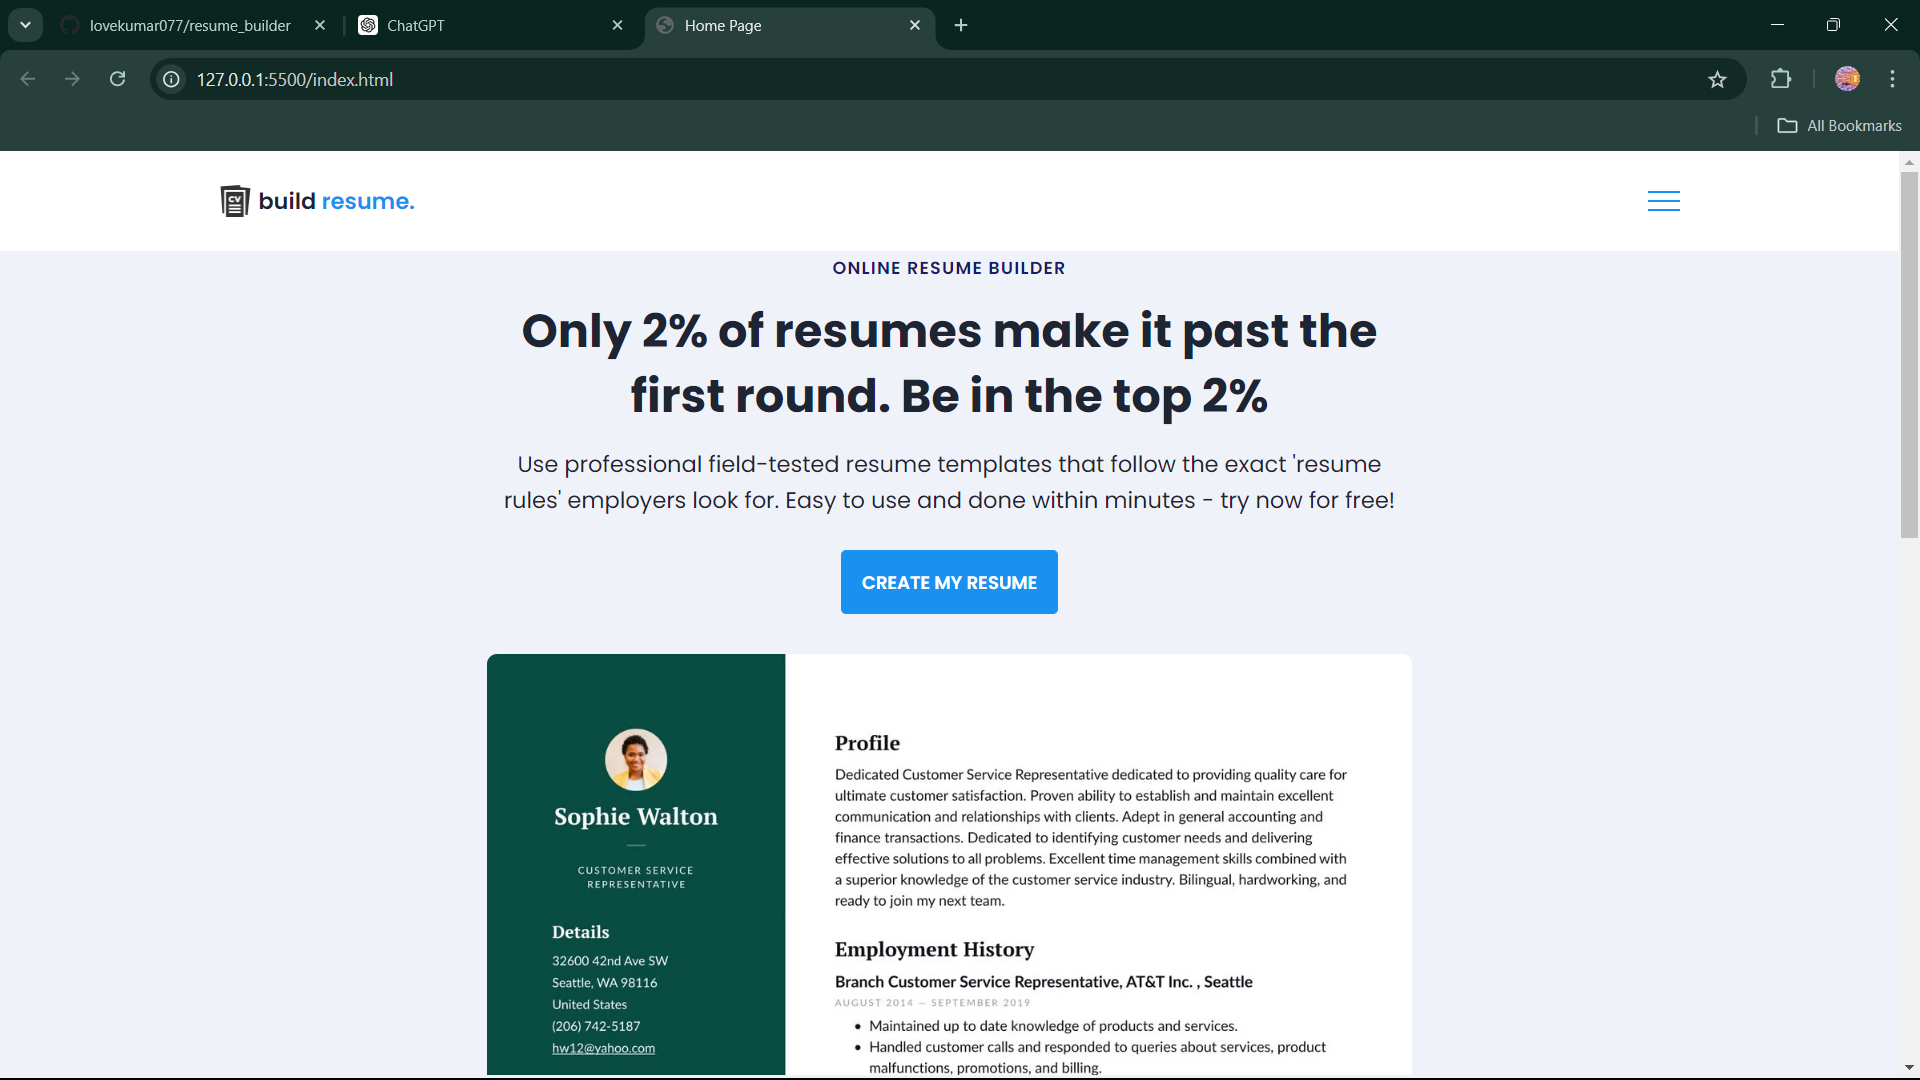 lovekumar077/resume_builder
ChatGPT
Home Page
127.0.0.1:5500/index.html
All Bookmarks
CV
build resume.
ONLINE RESUME BUILDER
Only 2% of resumes make it past the
first round. Be in the top 2%
Use professional field-tested resume templates that follow the exact 'resume
rules' employers look for. Easy to use and done within minutes - try now for free!
CREATE MY RESUME
Sophie Walton
CUSTOMER SERVICE
REPRESENTATIVE
Details
32600 42nd Ave SW
Seattle, WA 98116
United States
(206) 742-5187
hw12@yahoo.com
Profile
Dedicated Customer Service Representative dedicated to providing quality care for
ultimate customer satisfaction. Proven ability to establish and maintain excellent
communication and relationships with clients. Adept in general accounting and
finance transactions. Dedicated to identifying customer needs and delivering
effective solutions to all problems. Excellent time management skills combined with
a superior knowledge of the customer service industry. Bilingual, hardworking, and
ready to join my next team.
Employment History
Branch Customer Service Representative, AT&T Inc. , Seattle
AUGUST 2014 — SEPTEMBER 2019
• Maintained up to date knowledge of products and services.
• Handled customer calls and responded to queries about services, product
malfunctions, promotions, and billing.